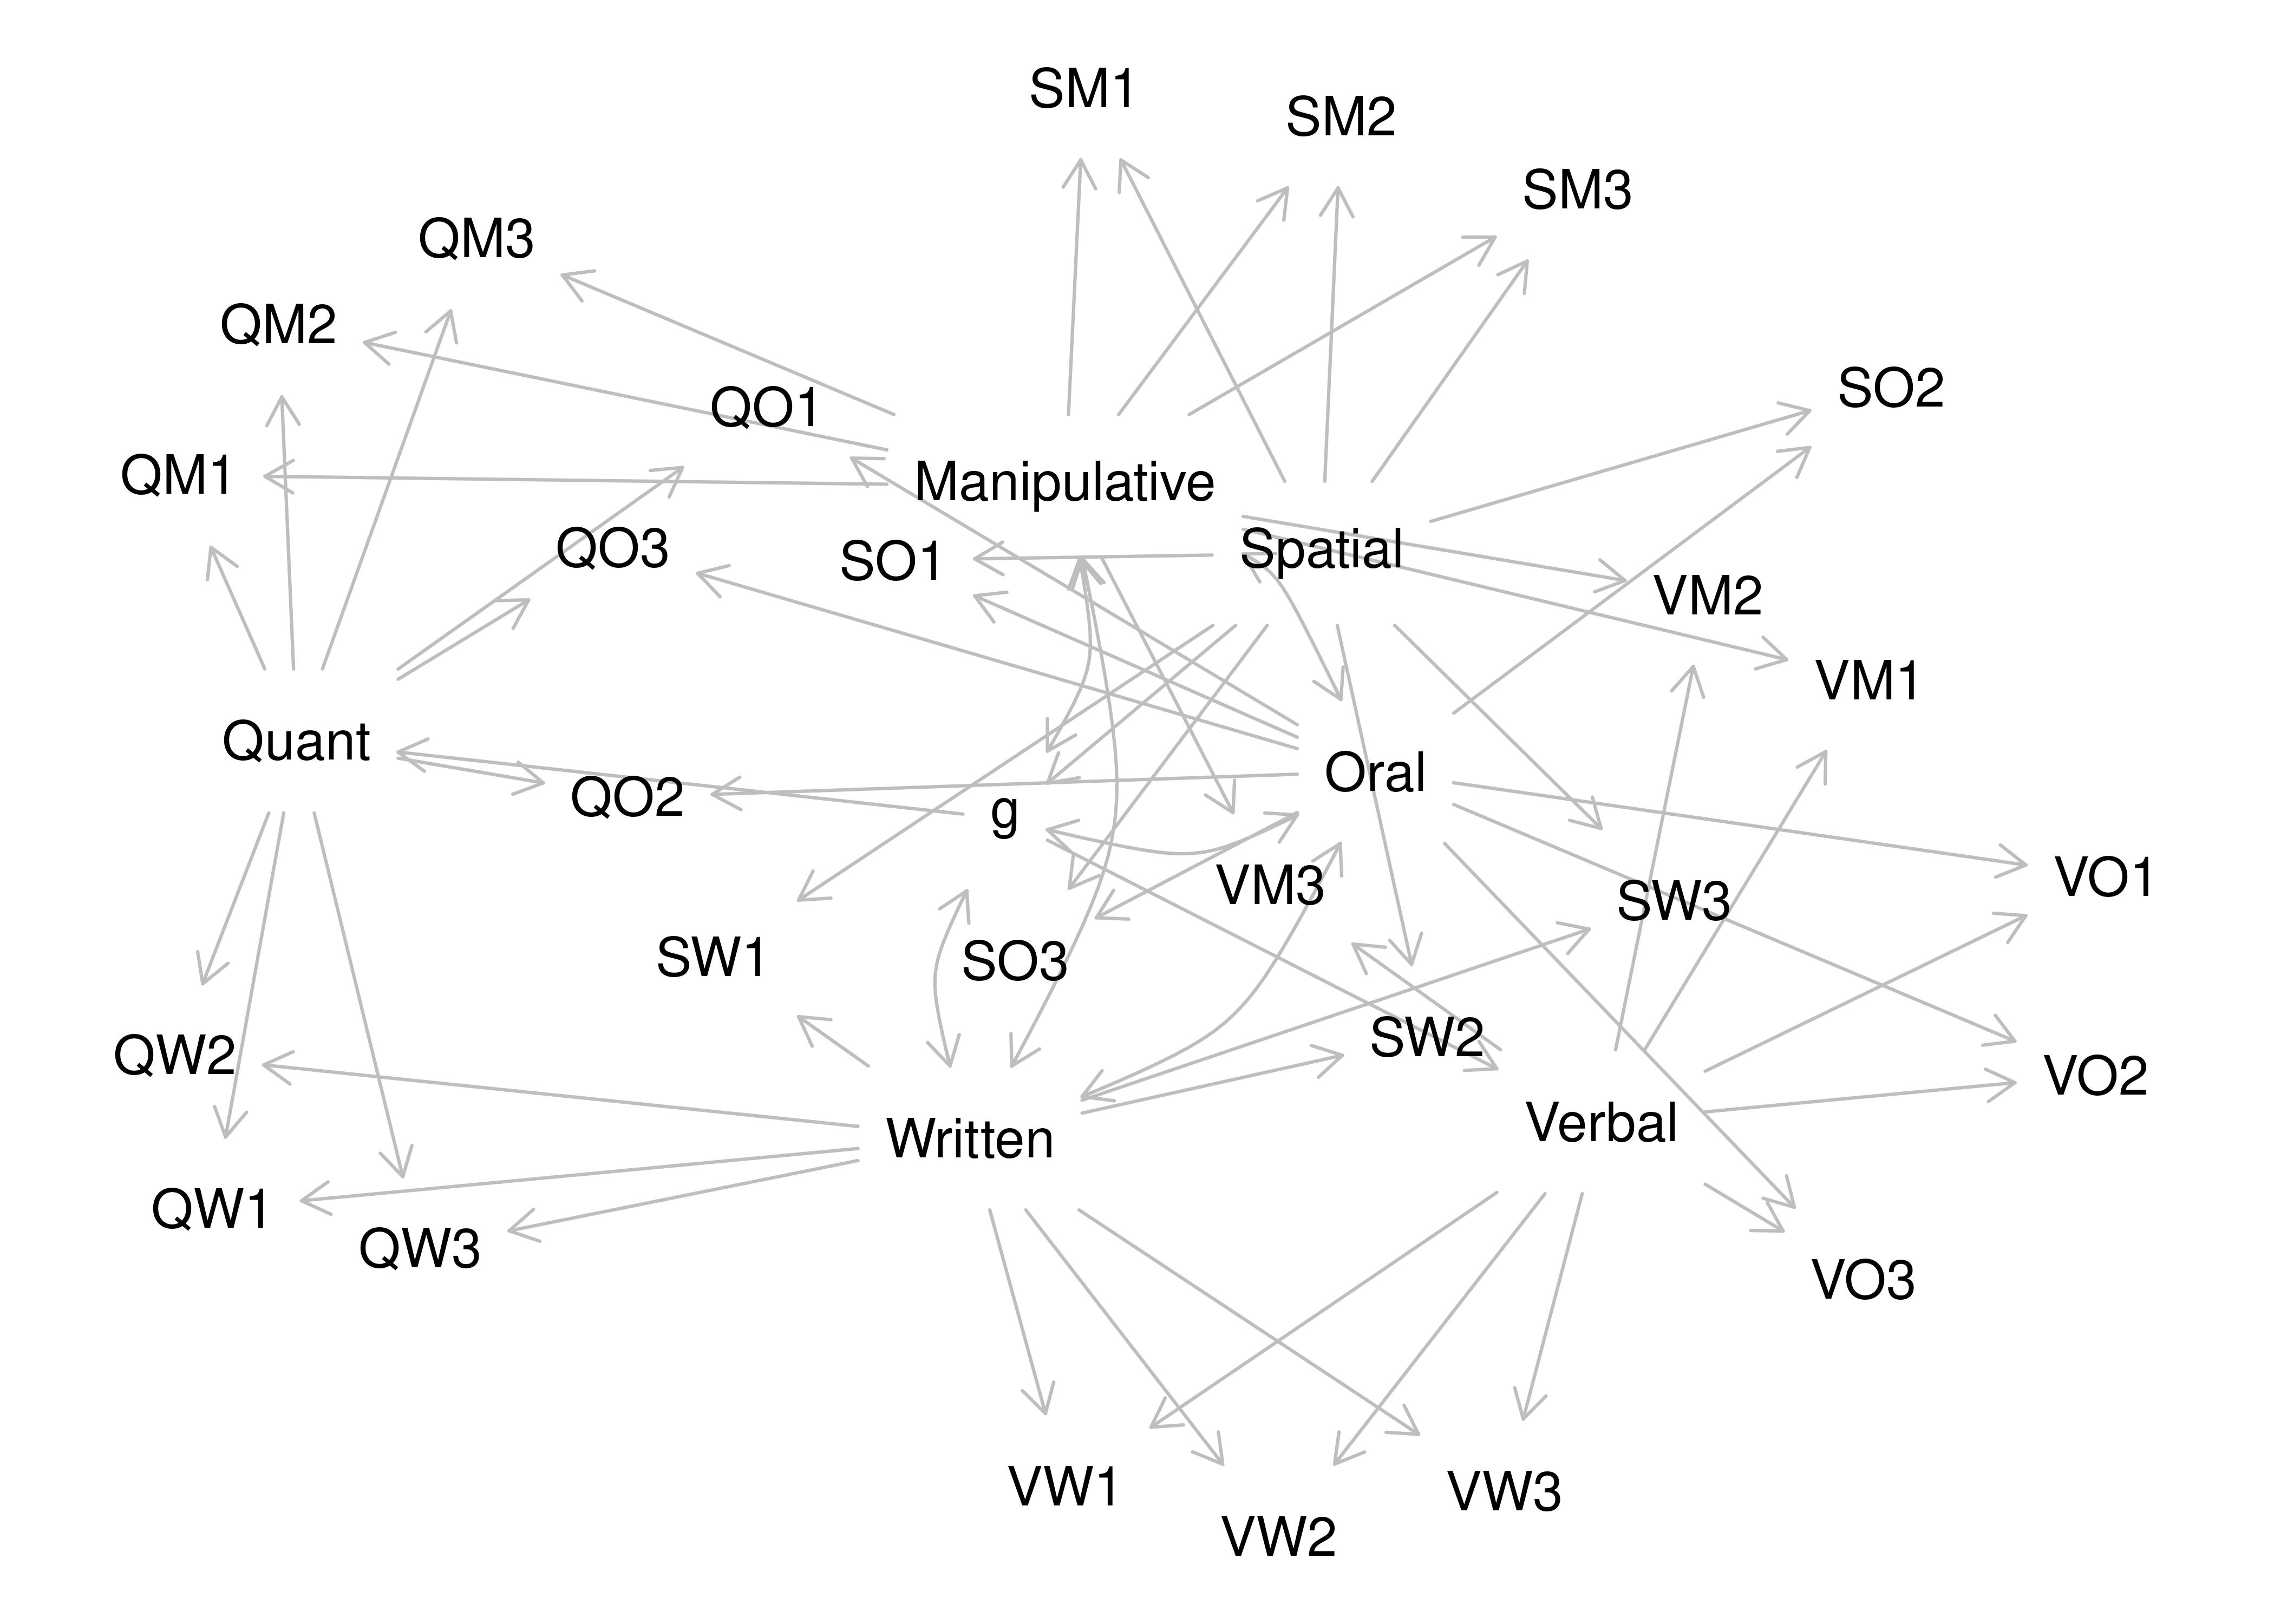 SM1
SM2
SM3
QM3
QM2
SO2
QO1
QM1
Manipulative
QO3
SO1
Spatial
VM2
VM1
Quant
QO2
g
Oral
VM3
SW3
VO1
SW1
SO3
SW2
QW2
VO2
Written
Verbal
QW1
QW3
VO3
VW1
VW3
VW2